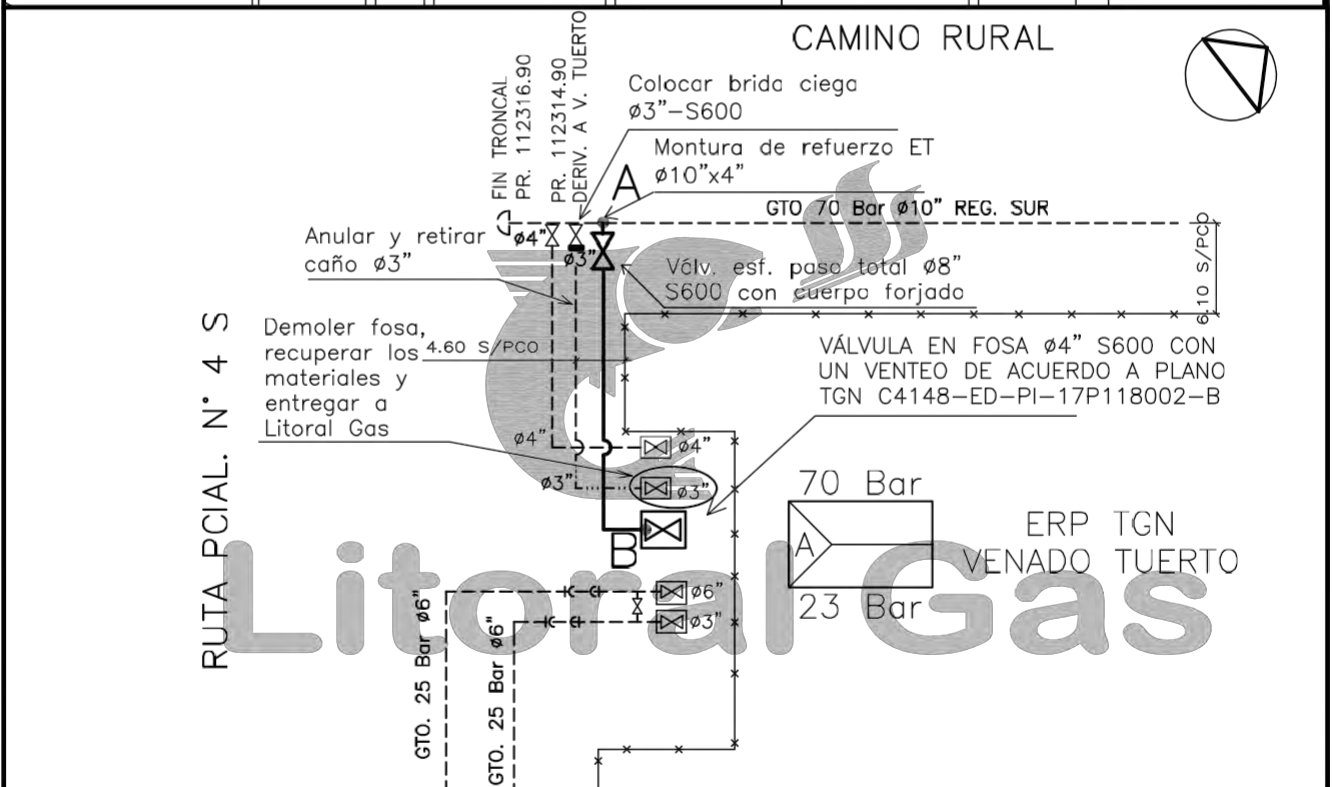 CAMINO RURAL
FIN TRONCAL
PR. 112316.90
PR. 112314.90
DERIV. A V. TUERTO
Colocar brida ciega
ø3"-S600
Montura de refuerzo ET
ø10"x4"
A
GTO 70 Bar ø10" REG. SUR
6.10 S/PCO
Anular y retirar
caño ø3"
ø4"
ø3"
Válv. esf. paso total ø8"
S600 con cuerpo forjado
Demoler fosa,
recuperar los
materiales y
entregar a
Litoral Gas
4.60 S/PCO
VÁLVULA EN FOSA ø4" S600 CON
UN VENTEO DE ACUERDO A PLANO
TGN C4148-ED-PI-17P118002-B
RUTA PCIAL. N° 4 S
ø4"
ø4"
ø3"
ø3"
B
70 Bar
A
23 Bar
ERP TGN
VENADO TUERTO
ø6"
ø3"
GTO. 25 Bar ø6"
GTO. 25 Bar ø6"
Litoral Gas